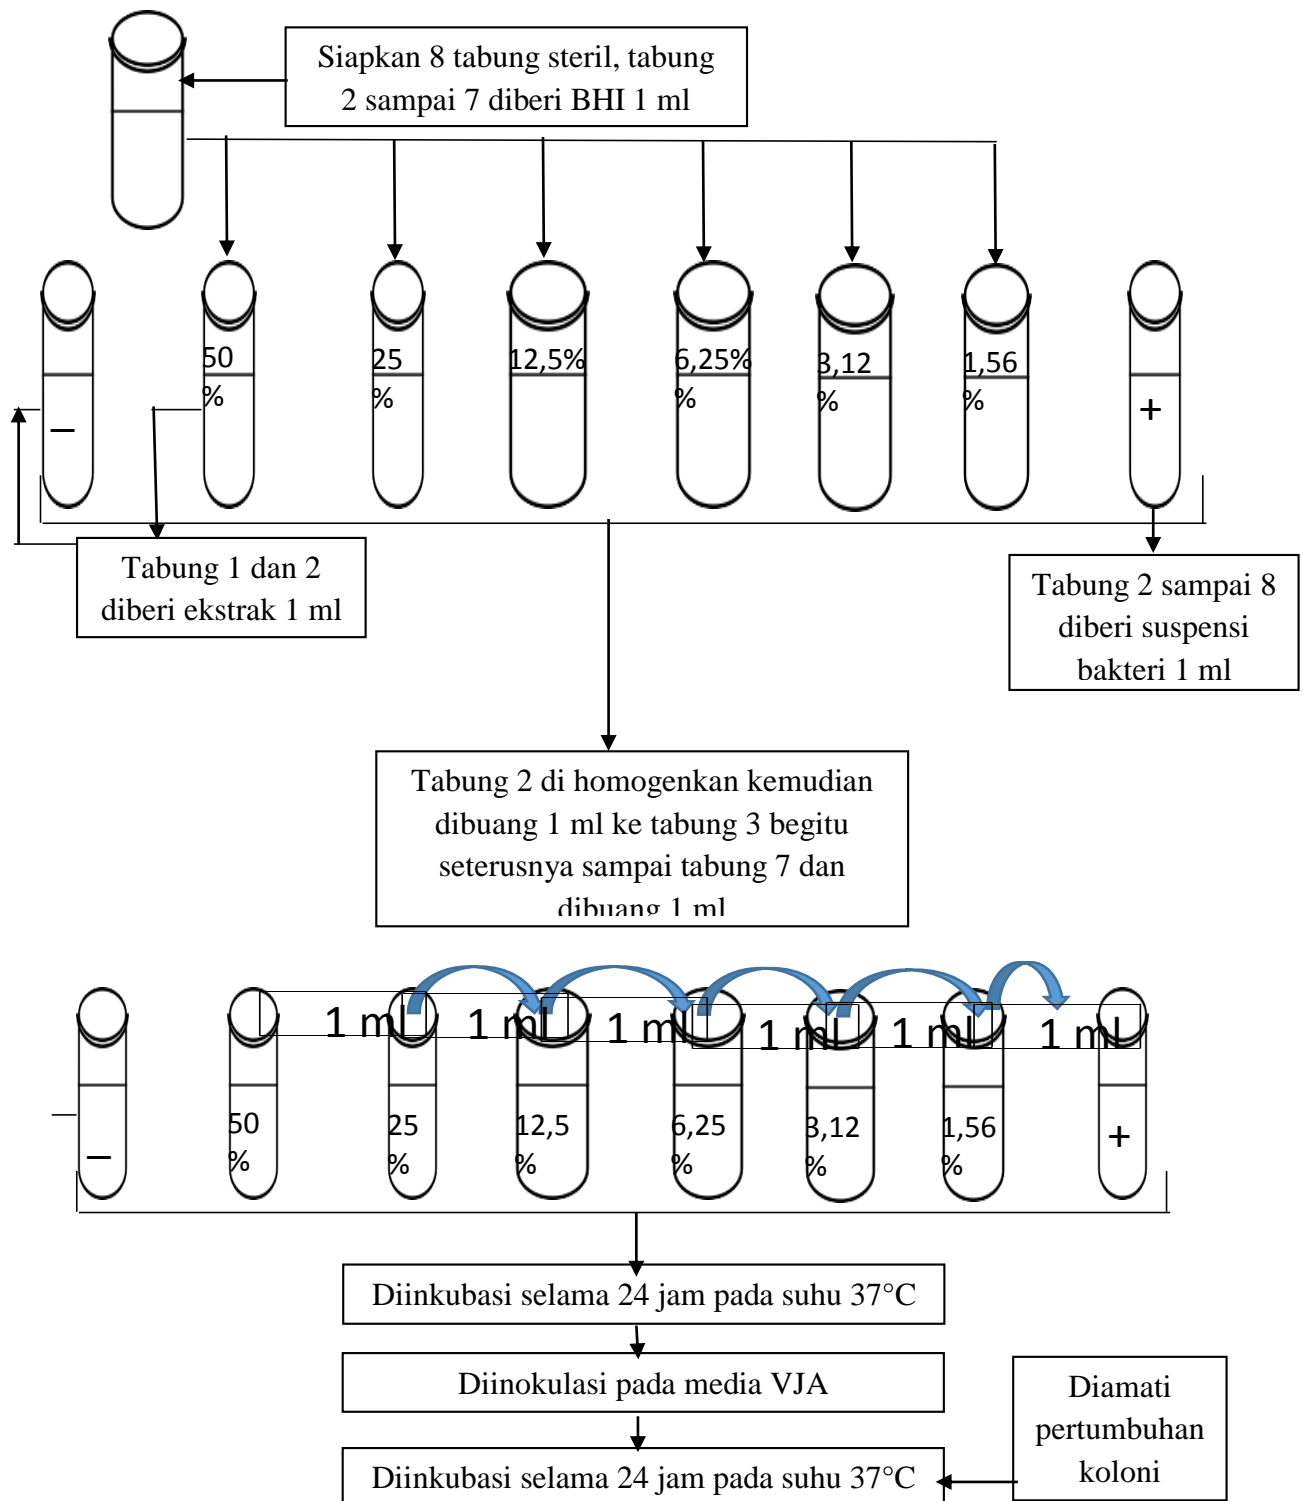 Siapkan 8 tabung steril, tabung
2 sampai 7 diberi BHI 1 ml
50
%
25
%
12,5%
6,25%
%
3,12
%
1,56
%
–
+
Tabung 1 dan 2
diberi ekstrak 1 ml
Tabung 2 sampai 8
diberi suspensi
bakteri 1 ml
Tabung 2 di homogenkan kemudian
dibuang 1 ml ke tabung 3 begitu
seterusnya sampai tabung 7 dan
dibuang 1 ml
1 ml
1 ml
1 ml
1 ml
1 ml
1 ml
–
50
%
25
%
12,5
%
6,25
%
3,12
%
1,56
%
+
Diinkubasi selama 24 jam pada suhu 37°C
Diinokulasi pada media VJA
Diinkubasi selama 24 jam pada suhu 37°C
Diamati
pertumbuhan
koloni